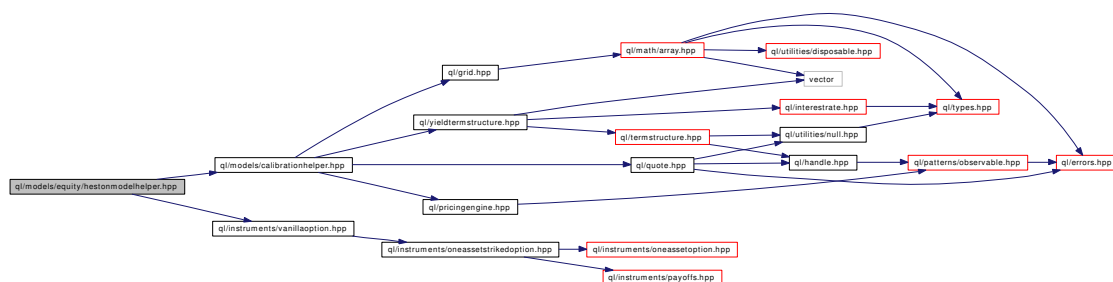 ql/math/array.hpp
ql/utilities/disposable.hpp
ql/grid.hpp
vector
ql/interestrate.hpp
ql/types.hpp
ql/yieldtermstructure.hpp
ql/termstructure.hpp
ql/utilities/null.hpp
ql/models/calibrationhelper.hpp
ql/quote.hpp
ql/handle.hpp
ql/patterns/observable.hpp
ql/errors.hpp
ql/models/equity/hestonmodelhelper.hpp
ql/pricingengine.hpp
ql/instruments/vanillaoption.hpp
ql/instruments/oneassetstrikedoption.hpp
ql/instruments/oneassetoption.hpp
ql/instruments/payoffs.hpp